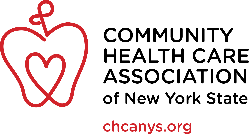 COMMUNITY
HEALTH CARE
ASSOCIATION
of New York State
chcanys.org